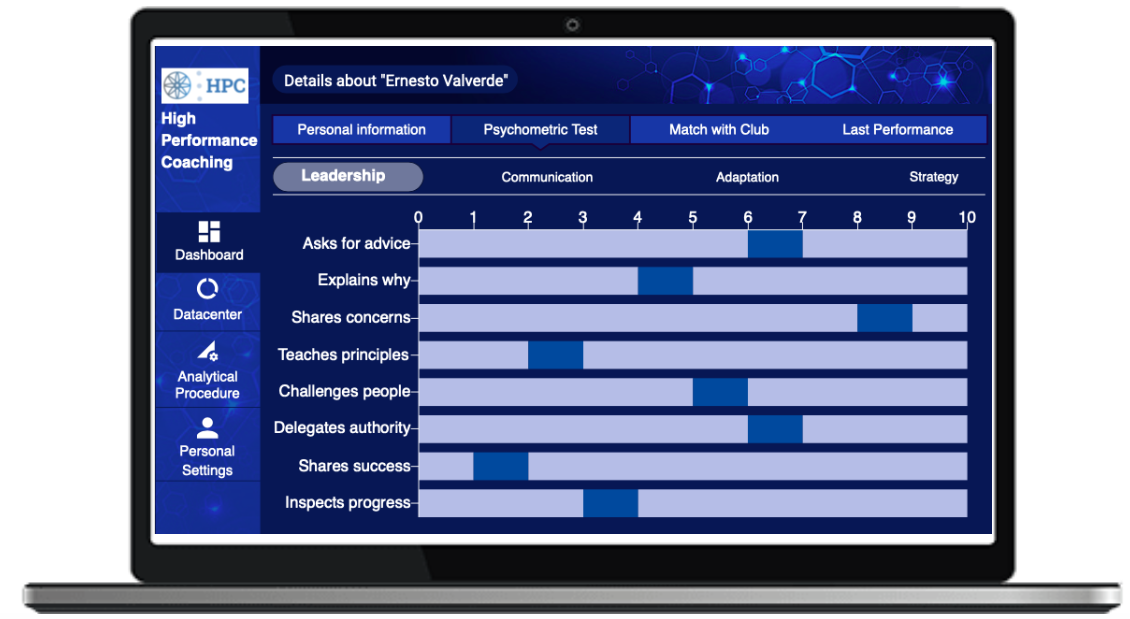 HPC
High
Performance
Coaching
Dashboard
Datacenter
Analytical
Procedure
Personal
Settings
Details about "Ernesto Valverde"
Personal information Psychometric Test Match with Club Last Performance
Leadership Communication Adaptation Strategy
0 1 2 3 4 5 6 7 8 9 10
Asks for advice
Explains why
Shares concerns
Teaches principles
Challenges people
Delegates authority
Shares success
Inspects progress